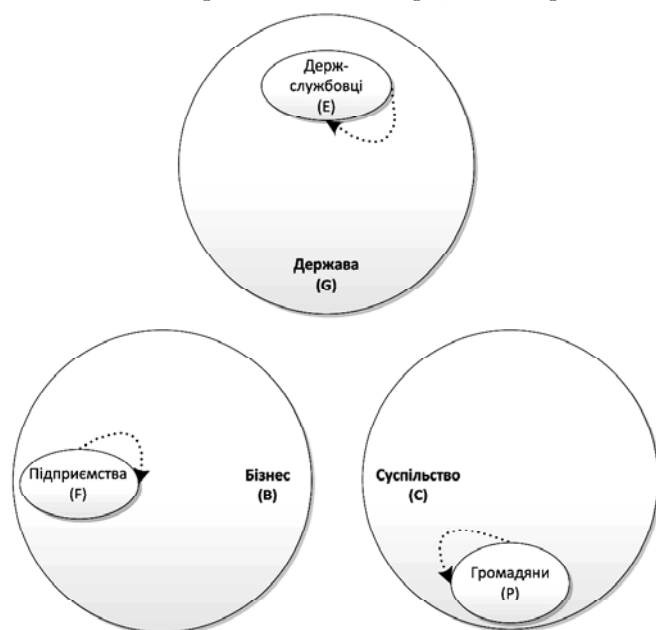 Держ-
службовці
(E)
Держава
(G)
Підприємства
(F)
Бізнес
(B)
Суспільство
(C)
Громадяни
(P)